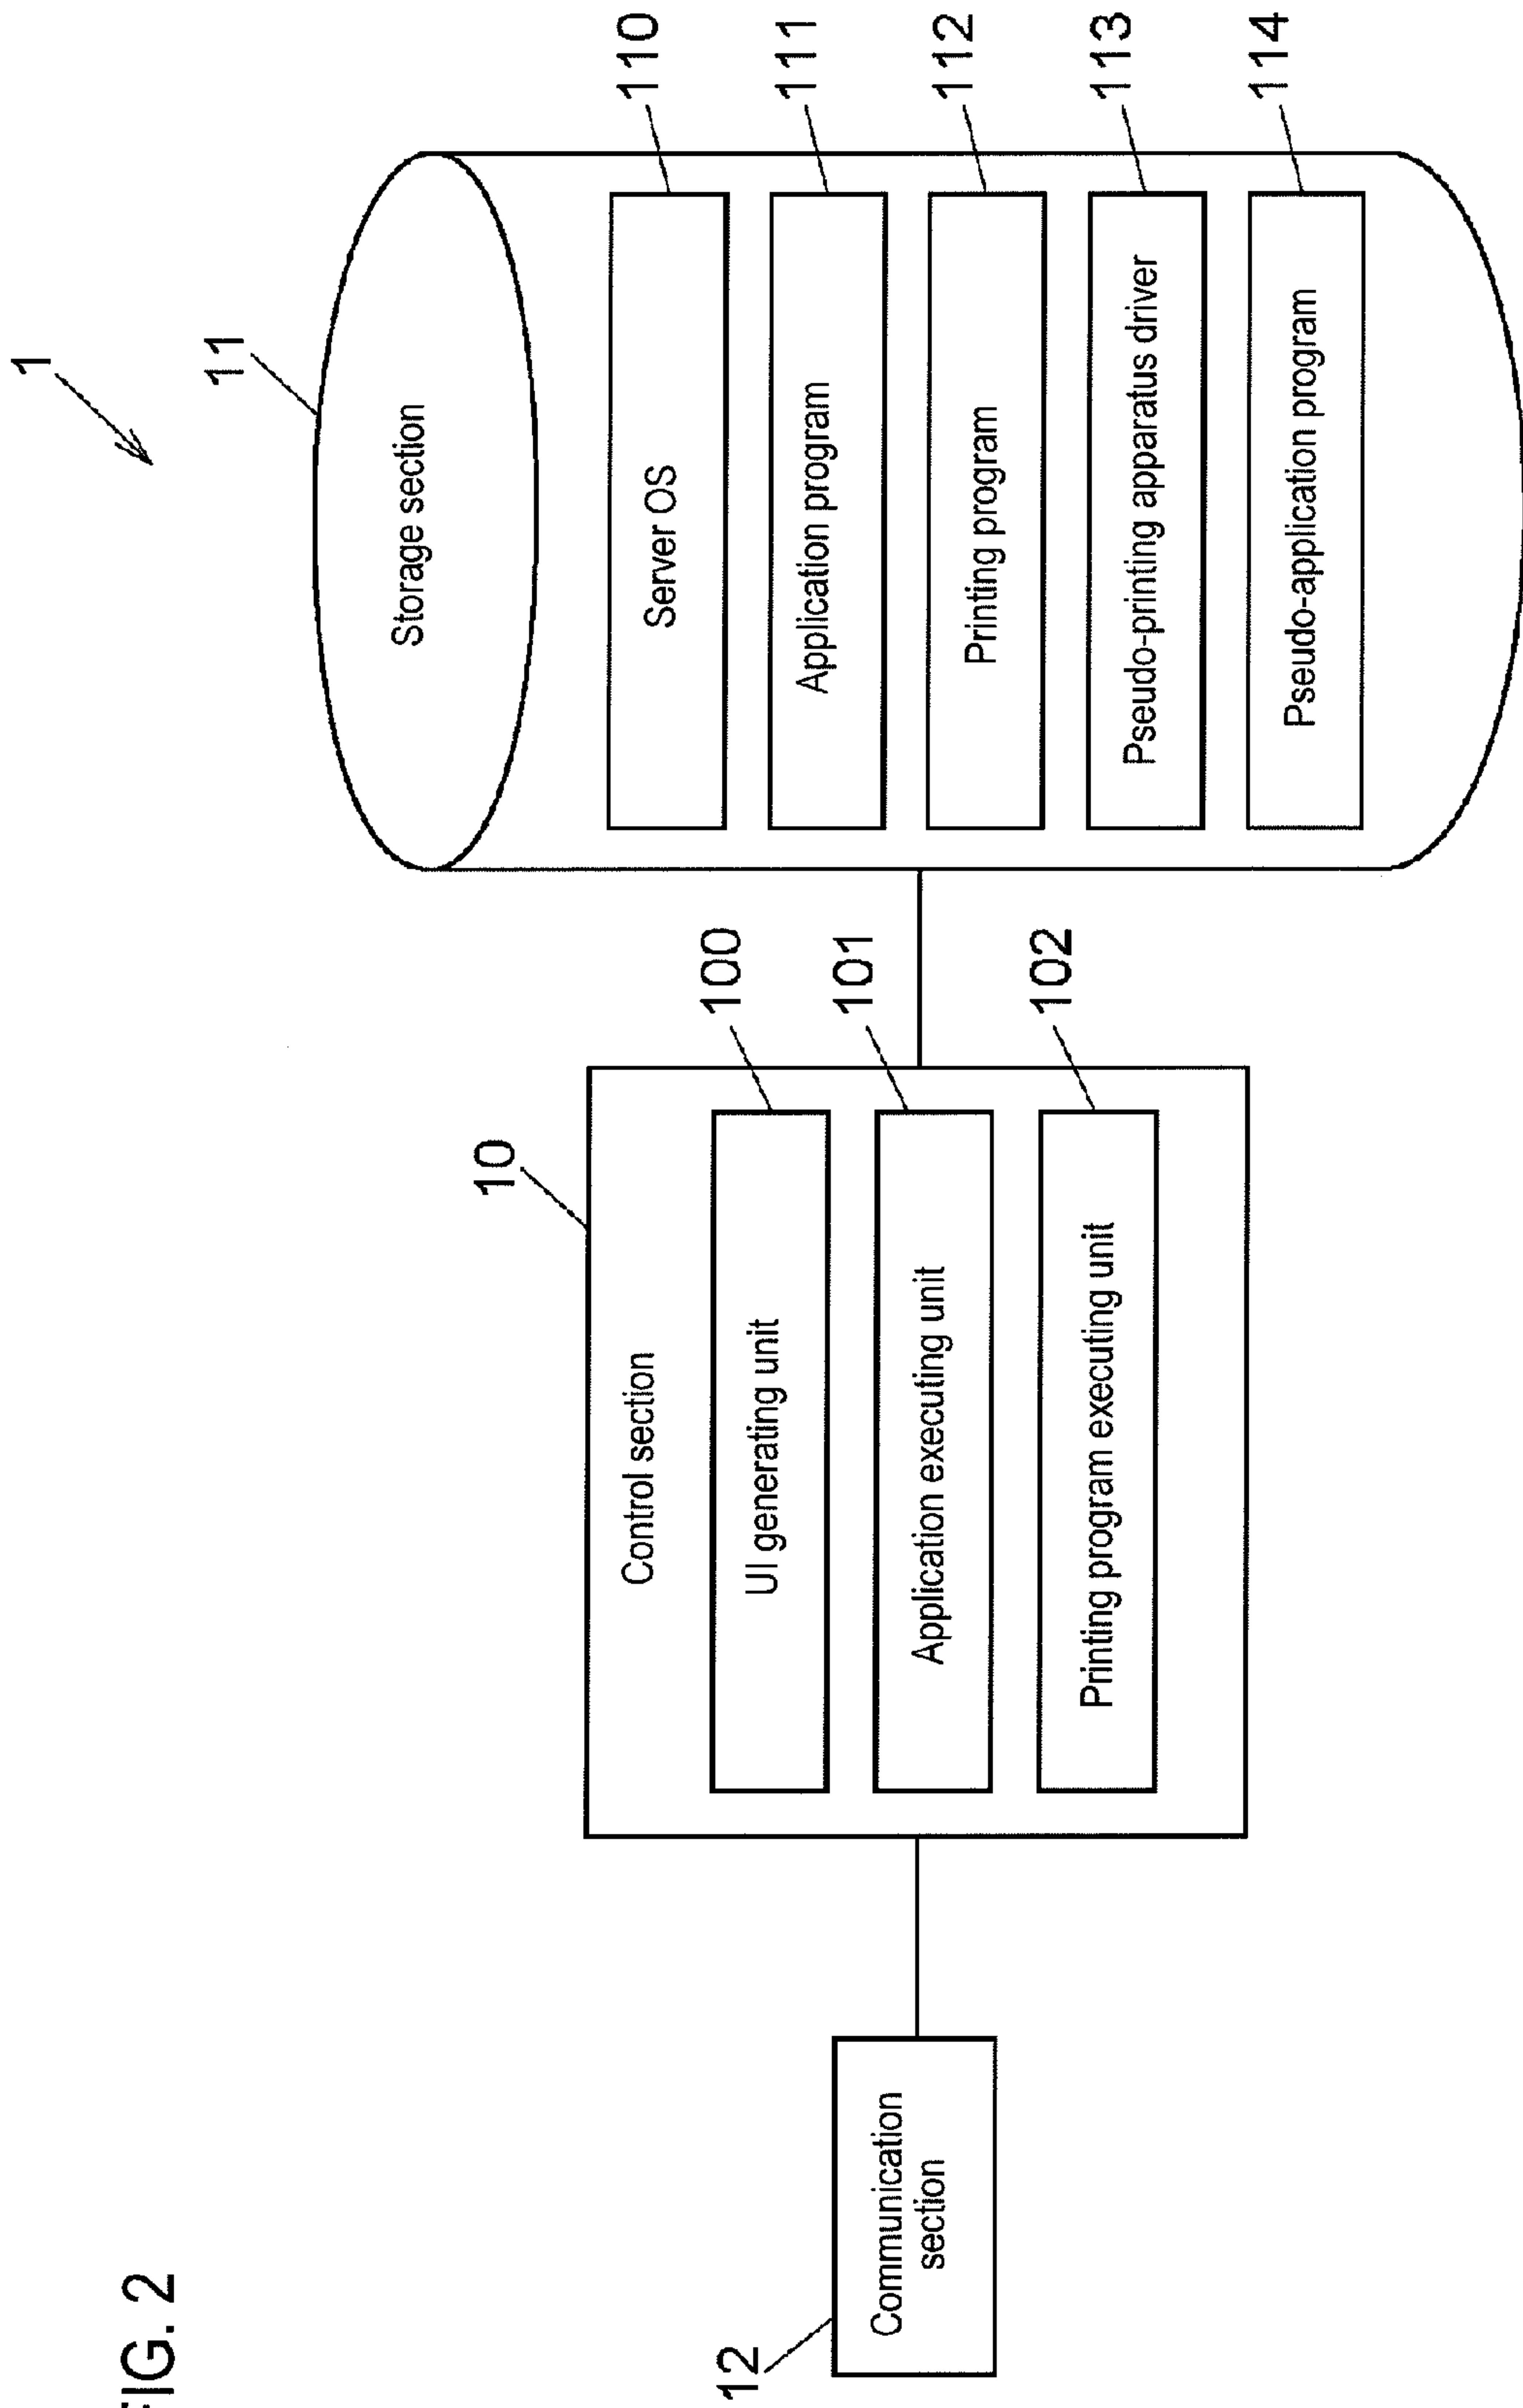 FIG. 2
1
11
Storage section
110
Server OS
111
Application program
112
Printing program
113
Pseudo-printing apparatus driver
114
Pseudo-application program
10
Control section
100
UI generating unit
101
Application executing unit
102
Printing program executing unit
12
Communication
section